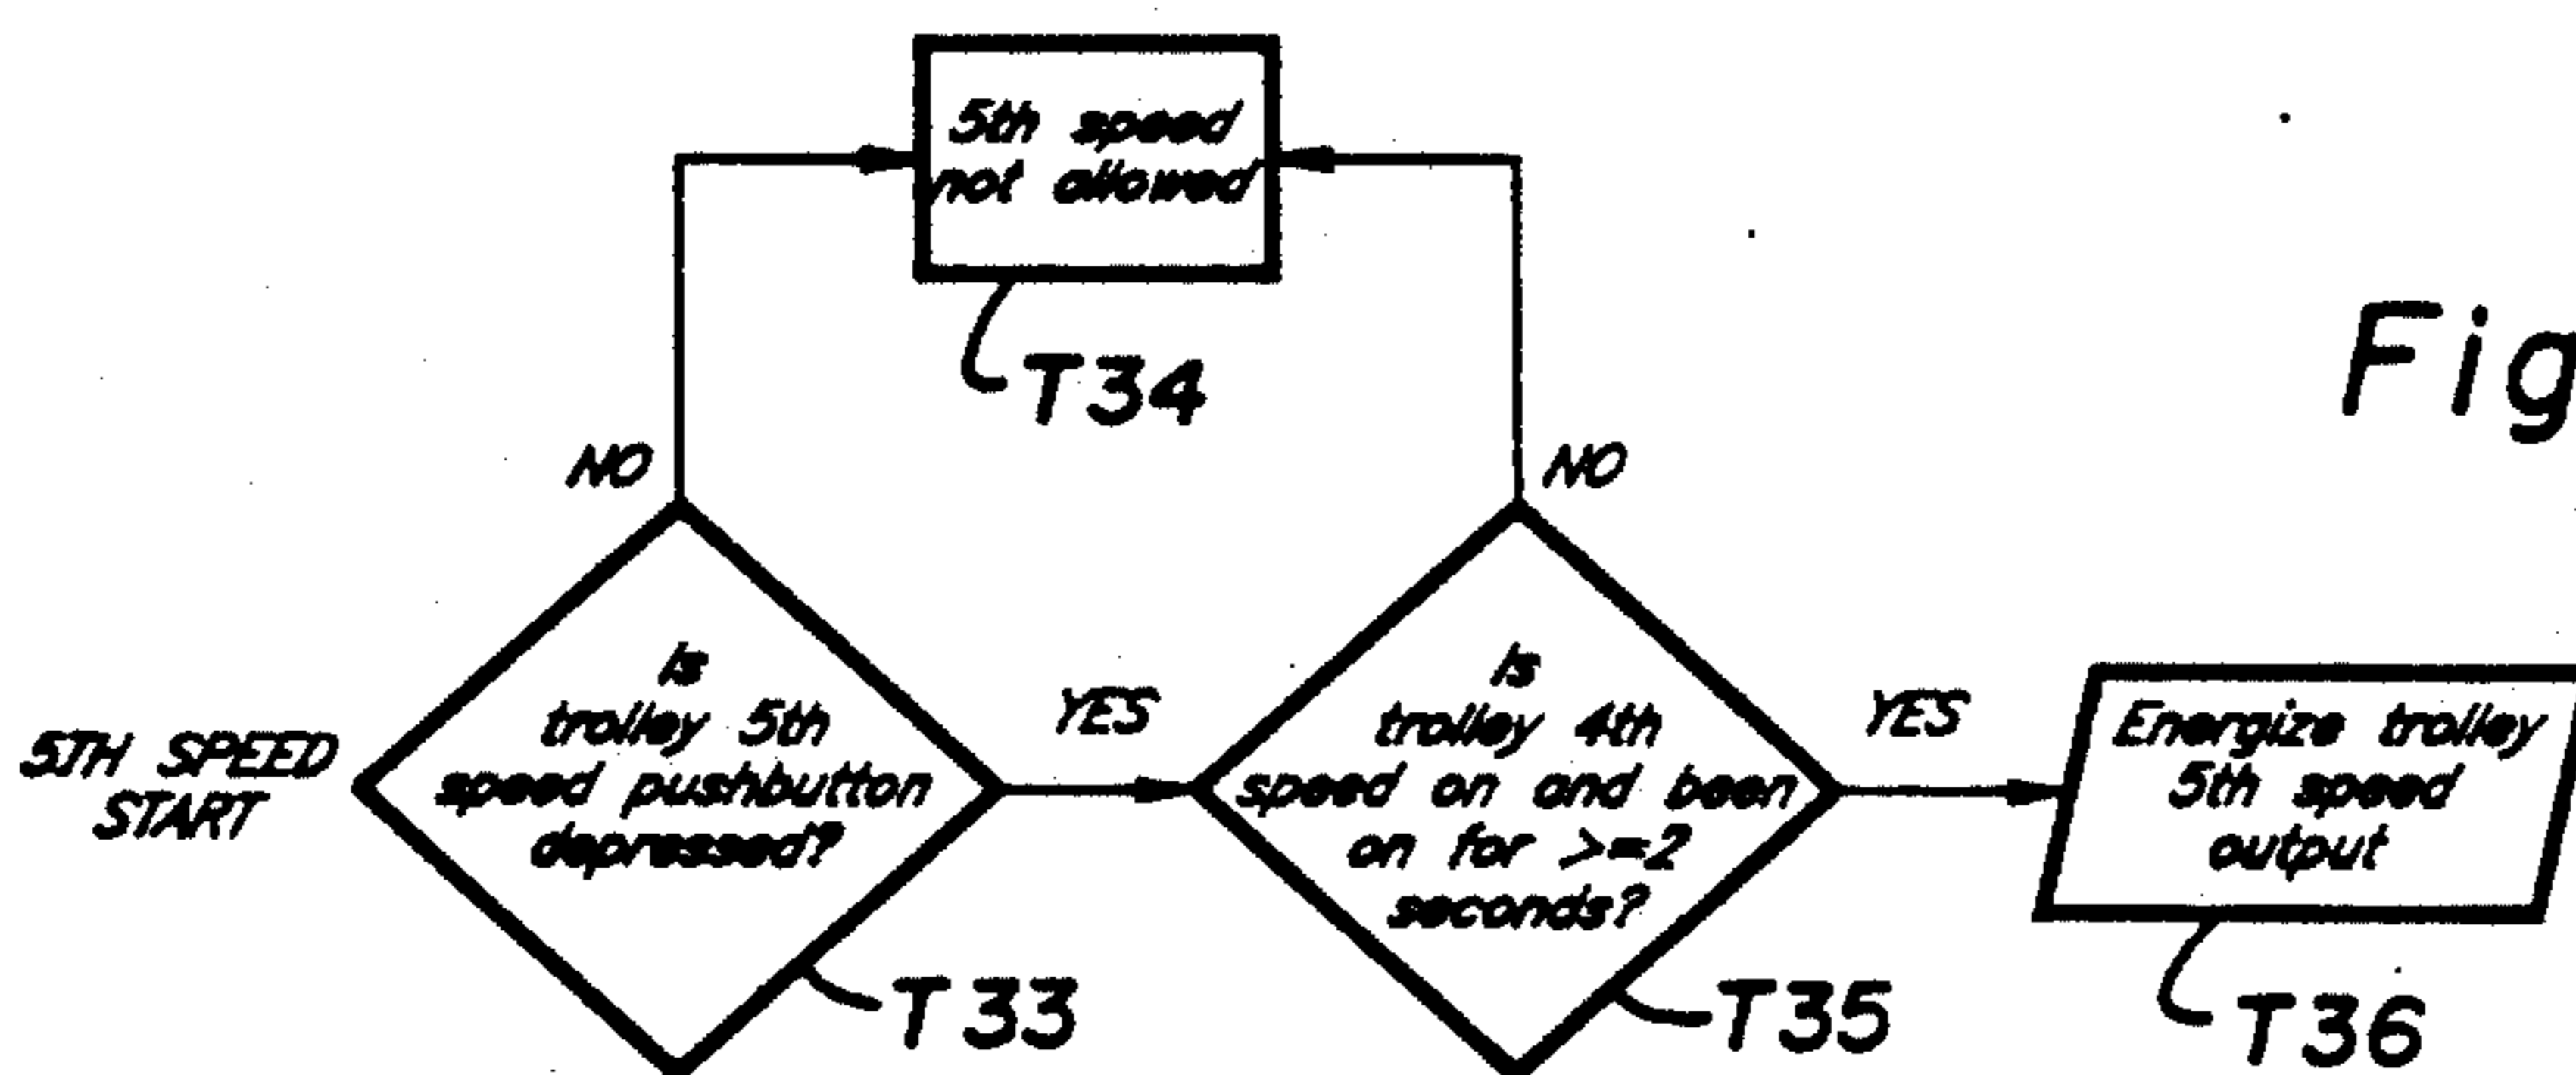 5th speed
not allowed
T34
Fig
NO
NO
5TH SPEED
START
Is
trolley 5th
speed pushbutton
depressed?
YES
Is
trolley 4th
speed on and been
on for >=2
seconds?
YES
Energize trolley
5th speed
output
T33
T35
T36